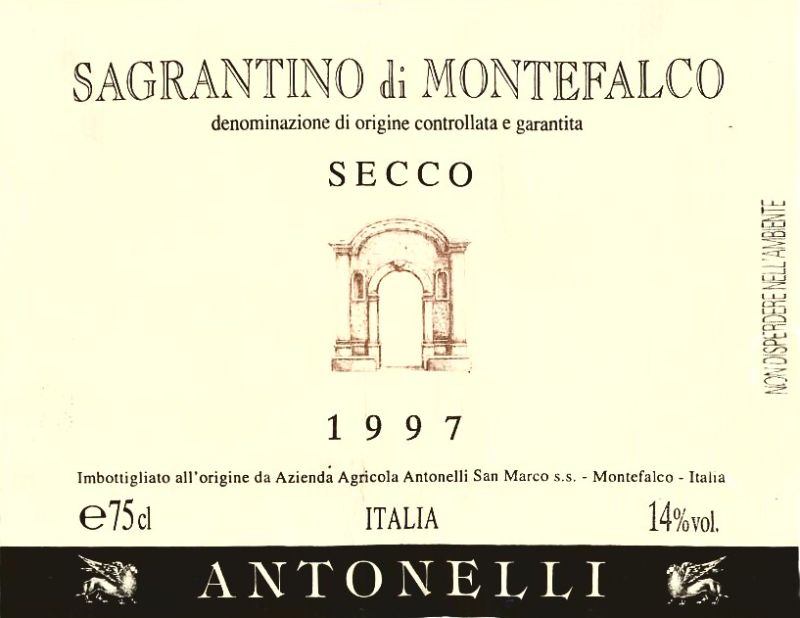 SAGRANTINO di MONTEFALCO
denominazione di origine controllata e garantita
SECCO
1997
Imbottigliato all'origine da Azienda Agricola Antonelli San Marco s.s. - Montefalco - Italia
℮75cl ITALIA 14%vol.
ANTONELLI
NON DISPERDERE NELL'AMBIENTE